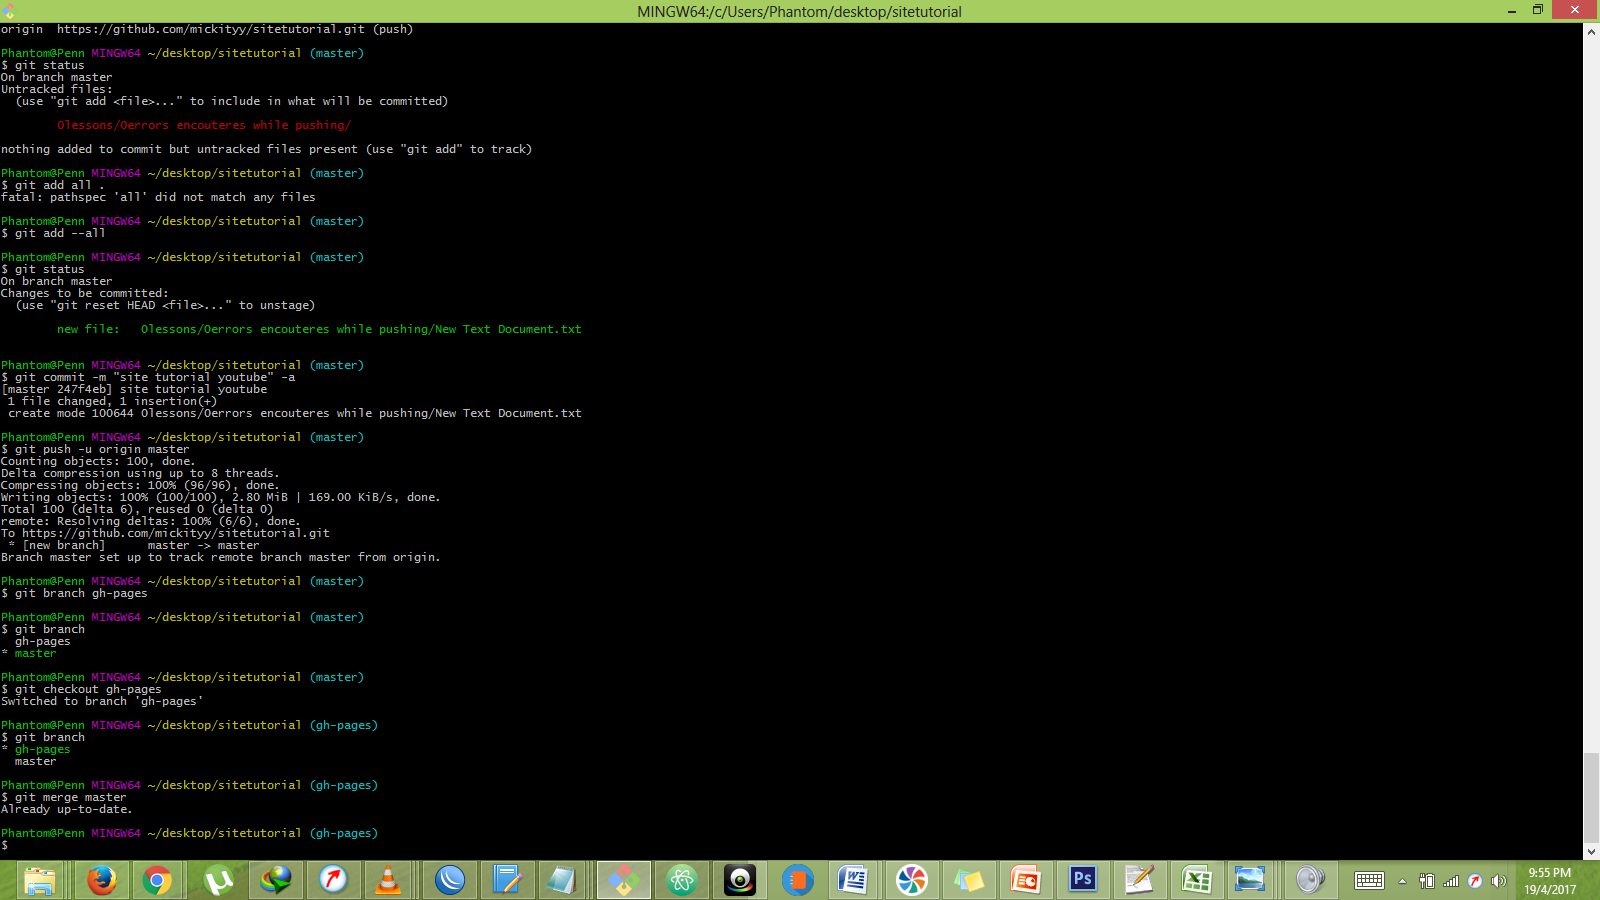 MINGW64:/c/Users/Phantom/desktop/sitetutorial
origin  https://github.com/mickityy/sitetutorial.git (push)
Phantom@Penn MINGW64 ~/desktop/sitetutorial (master)
$ git status
On branch master
Untracked files:
  (use "git add <file>..." to include in what will be committed)
        0lessons/0errors encouteres while pushing/
nothing added to commit but untracked files present (use "git add" to track)
Phantom@Penn MINGW64 ~/desktop/sitetutorial (master)
$ git add all .
fatal: pathspec 'all' did not match any files
Phantom@Penn MINGW64 ~/desktop/sitetutorial (master)
$ git add --all
Phantom@Penn MINGW64 ~/desktop/sitetutorial (master)
$ git status
On branch master
Changes to be committed:
  (use "git reset HEAD <file>..." to unstage)
        new file:   0lessons/0errors encouteres while pushing/New Text Document.txt
Phantom@Penn MINGW64 ~/desktop/sitetutorial (master)
$ git commit -m "site tutorial youtube" -a
[master 247f4eb] site tutorial youtube
 1 file changed, 1 insertion(+)
 create mode 100644 0lessons/0errors encouteres while pushing/New Text Document.txt
Phantom@Penn MINGW64 ~/desktop/sitetutorial (master)
$ git push -u origin master
Counting objects: 100, done.
Delta compression using up to 8 threads.
Compressing objects: 100% (96/96), done.
Writing objects: 100% (100/100), 2.80 MiB | 169.00 KiB/s, done.
Total 100 (delta 6), reused 0 (delta 0)
remote: Resolving deltas: 100% (6/6), done.
To https://github.com/mickityy/sitetutorial.git
 * [new branch]      master -> master
Branch master set up to track remote branch master from origin.
Phantom@Penn MINGW64 ~/desktop/sitetutorial (master)
$ git branch gh-pages
Phantom@Penn MINGW64 ~/desktop/sitetutorial (master)
$ git branch
  gh-pages
* master
Phantom@Penn MINGW64 ~/desktop/sitetutorial (master)
$ git checkout gh-pages
Switched to branch 'gh-pages'
Phantom@Penn MINGW64 ~/desktop/sitetutorial (gh-pages)
$ git branch
* gh-pages
  master
Phantom@Penn MINGW64 ~/desktop/sitetutorial (gh-pages)
$ git merge master
Already up-to-date.
Phantom@Penn MINGW64 ~/desktop/sitetutorial (gh-pages)
$
Ps
9:55 PM
19/4/2017